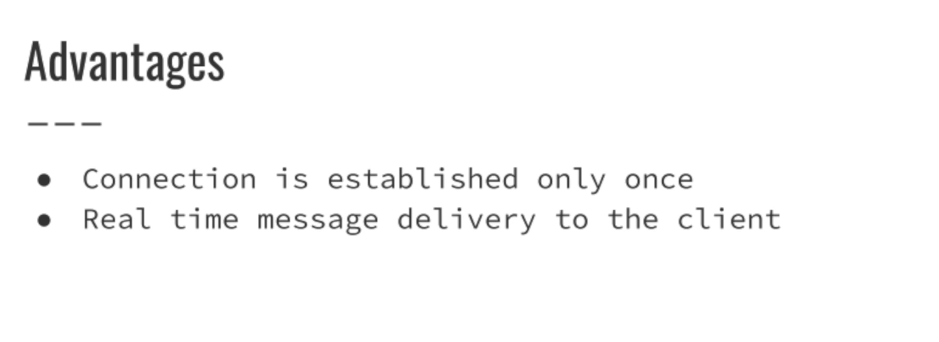 Advantages
---
● Connection is established only once
● Real time message delivery to the client